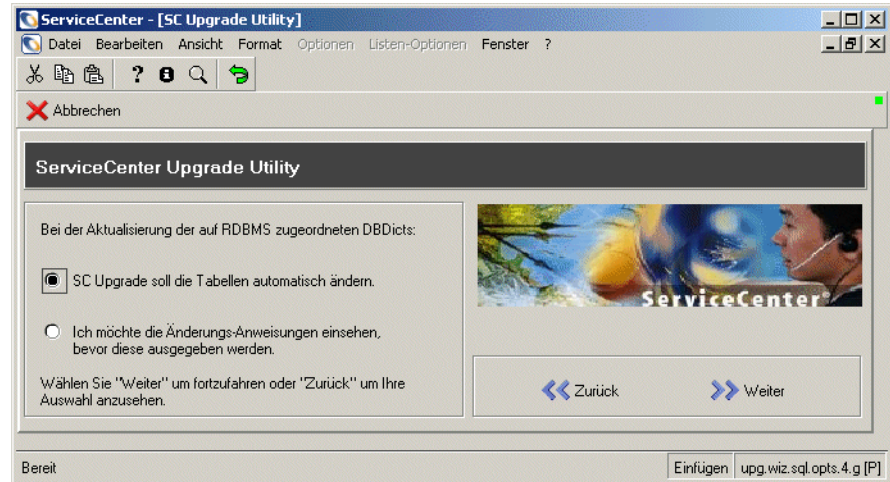 ServiceCenter - [SC Upgrade Utility]
Datei Bearbeiten Ansicht Format Optionen Listen-Optionen Fenster ?
Abbrechen
ServiceCenter Upgrade Utility
Bei der Aktualisierung der auf RDBMS zugeordneten DBDicts:
SC Upgrade soll die Tabellen automatisch ändern.
Ich möchte die Änderungs-Anweisungen einsehen,
bevor diese ausgegeben werden.
Wählen Sie "Weiter" um fortzufahren oder "Zurück" um Ihre
Auswahl anzusehen.
ServiceCenter®
Zurück
Weiter
Bereit
Einfügen
upg.wiz.sql.opts.4.g [P]